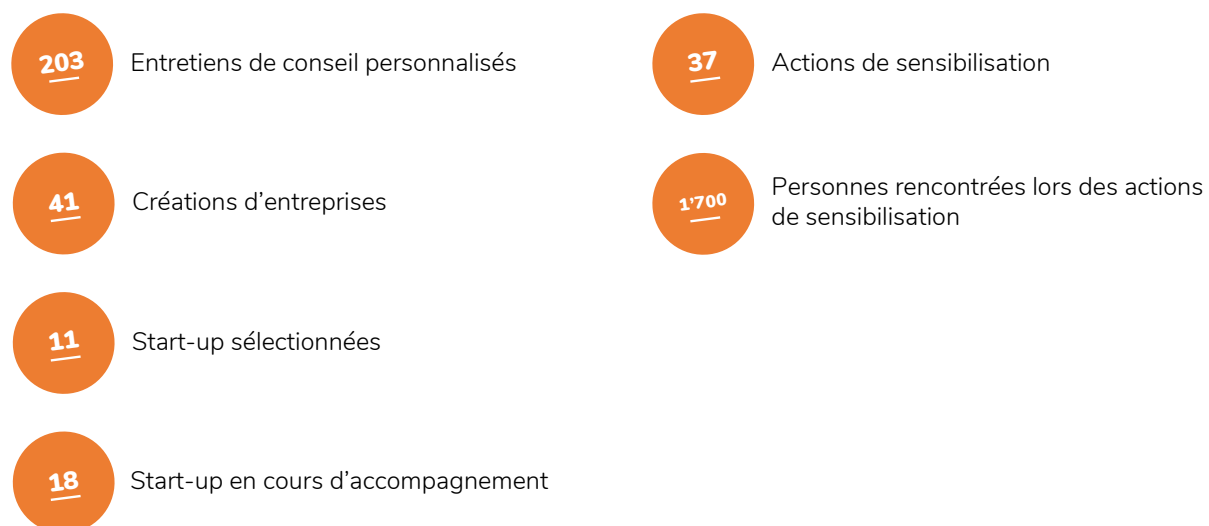 203
Entretiens de conseil personnalisés
41
Créations d’entreprises
11
Start-up sélectionnées
18
Start-up en cours d’accompagnement
37
Actions de sensibilisation
1’700
Personnes rencontrées lors des actions
de sensibilisation